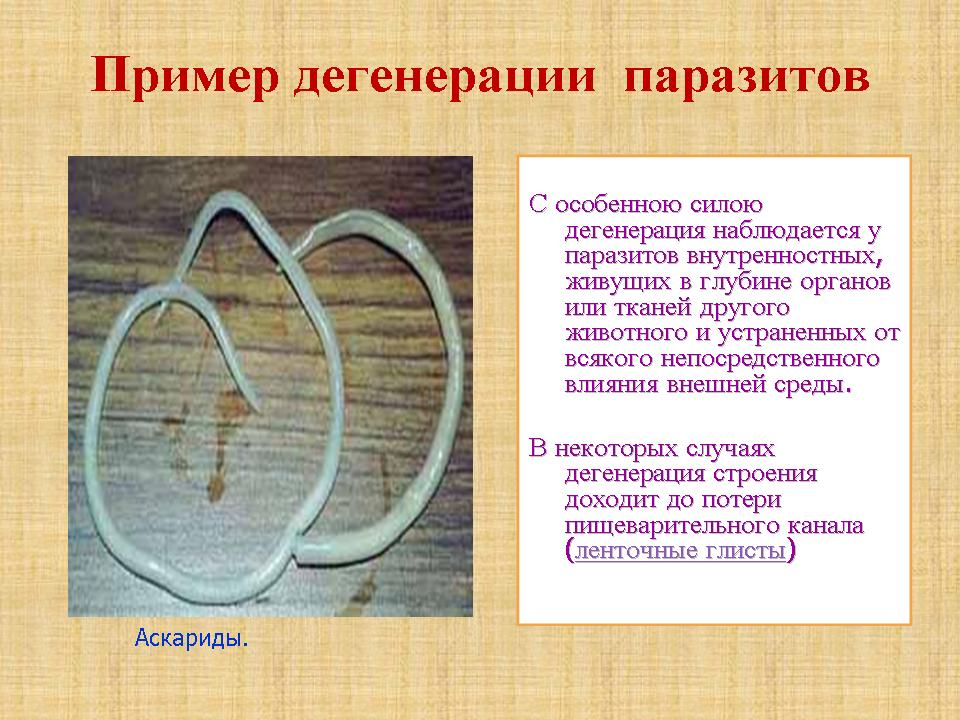 Пример дегенерации паразитов
С особенною силою
дегенерация наблюдается у
паразитов внутренностных,
живущих в глубине органов
или тканей другого
животного и устраненных от
всякого непосредственного
влияния внешней среды.
В некоторых случаях
дегенерация строения
доходит до потери
пищеварительного канала
(ленточные глисты)
Аскариды.